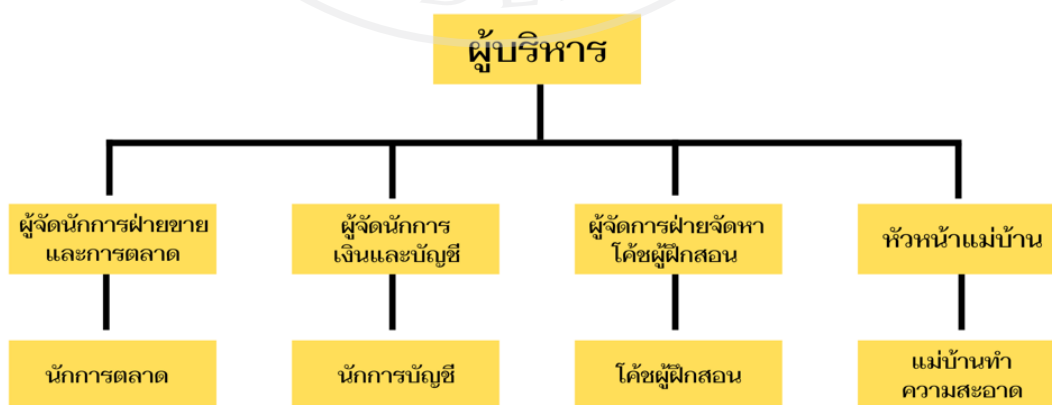 ผู้บริหาร
ผู้จัดนักการฝ่ายขาย
และการตลาด
ผู้จัดนักการ
เงินและบัญชี
ผู้จัดการฝ่ายจัดหา
โค้ชผู้ฝึกสอน
หัวหน้าแม่บ้าน
นักการตลาด
นักการบัญชี
โค้ชผู้ฝึกสอน
แม่บ้านทำ
ความสะอาด